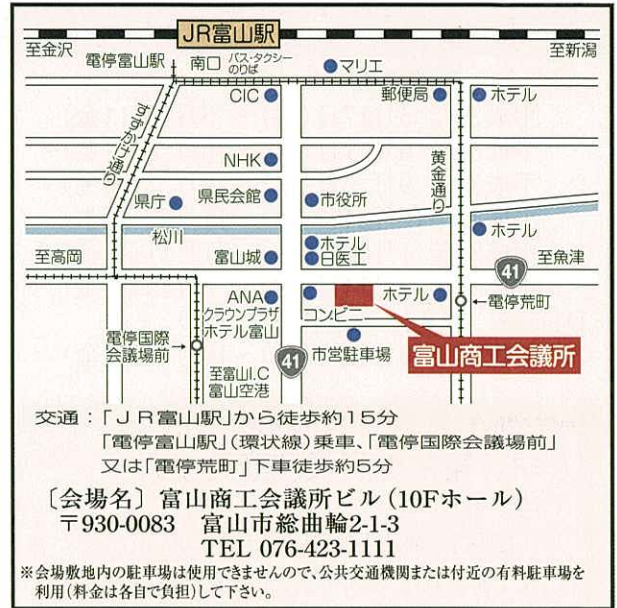 JR富山駅
至金沢
至新潟
電停富山駅
南口
バス・タクシー
のりば
マリエ
CIC
郵便局
ホテル
すずかけ通り
NHK
黄金通り
県庁
県民会館
市役所
松川
ホテル
ホテル
至高岡
富山城
日医工
41
至魚津
ANA
クラウンプラザ
ホテル富山
コンビニ
ホテル
電停荒町
電停国際
会議場前
41
市営駐車場
富山商工会議所
至富山I.C
富山空港
交通：「JR富山駅」から徒歩約15分
「電停富山駅」(環状線)乗車、「電停国際会議場前」
又は「電停荒町」下車徒歩約5分
〔会場名〕富山商工会議所ビル(10Fホール)
〒930-0083 富山市総曲輪2-1-3
TEL 076-423-1111
※会場敷地内の駐車場は使用できませんので、公共交通機関または付近の有料駐車場を
利用(料金は各自で負担)して下さい。